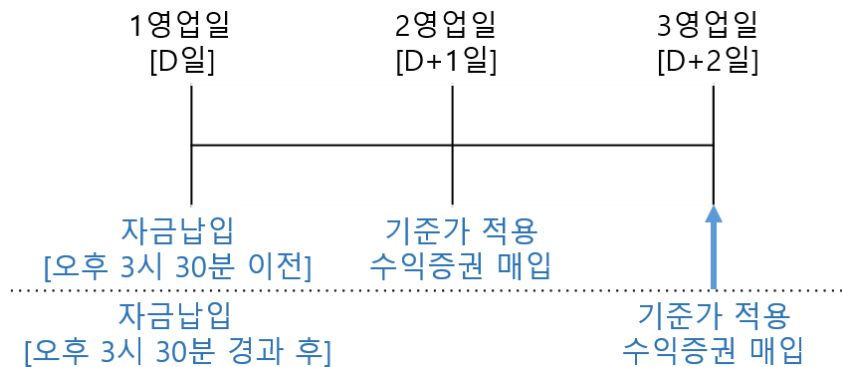 1영업일
[D일]
2영업일
[D+1일]
3영업일
[D+2일]
자금납입
[오후 3시 30분 이전]
기준가 적용
수익증권 매입
자금납입
[오후 3시 30분 경과 후]
기준가 적용
수익증권 매입